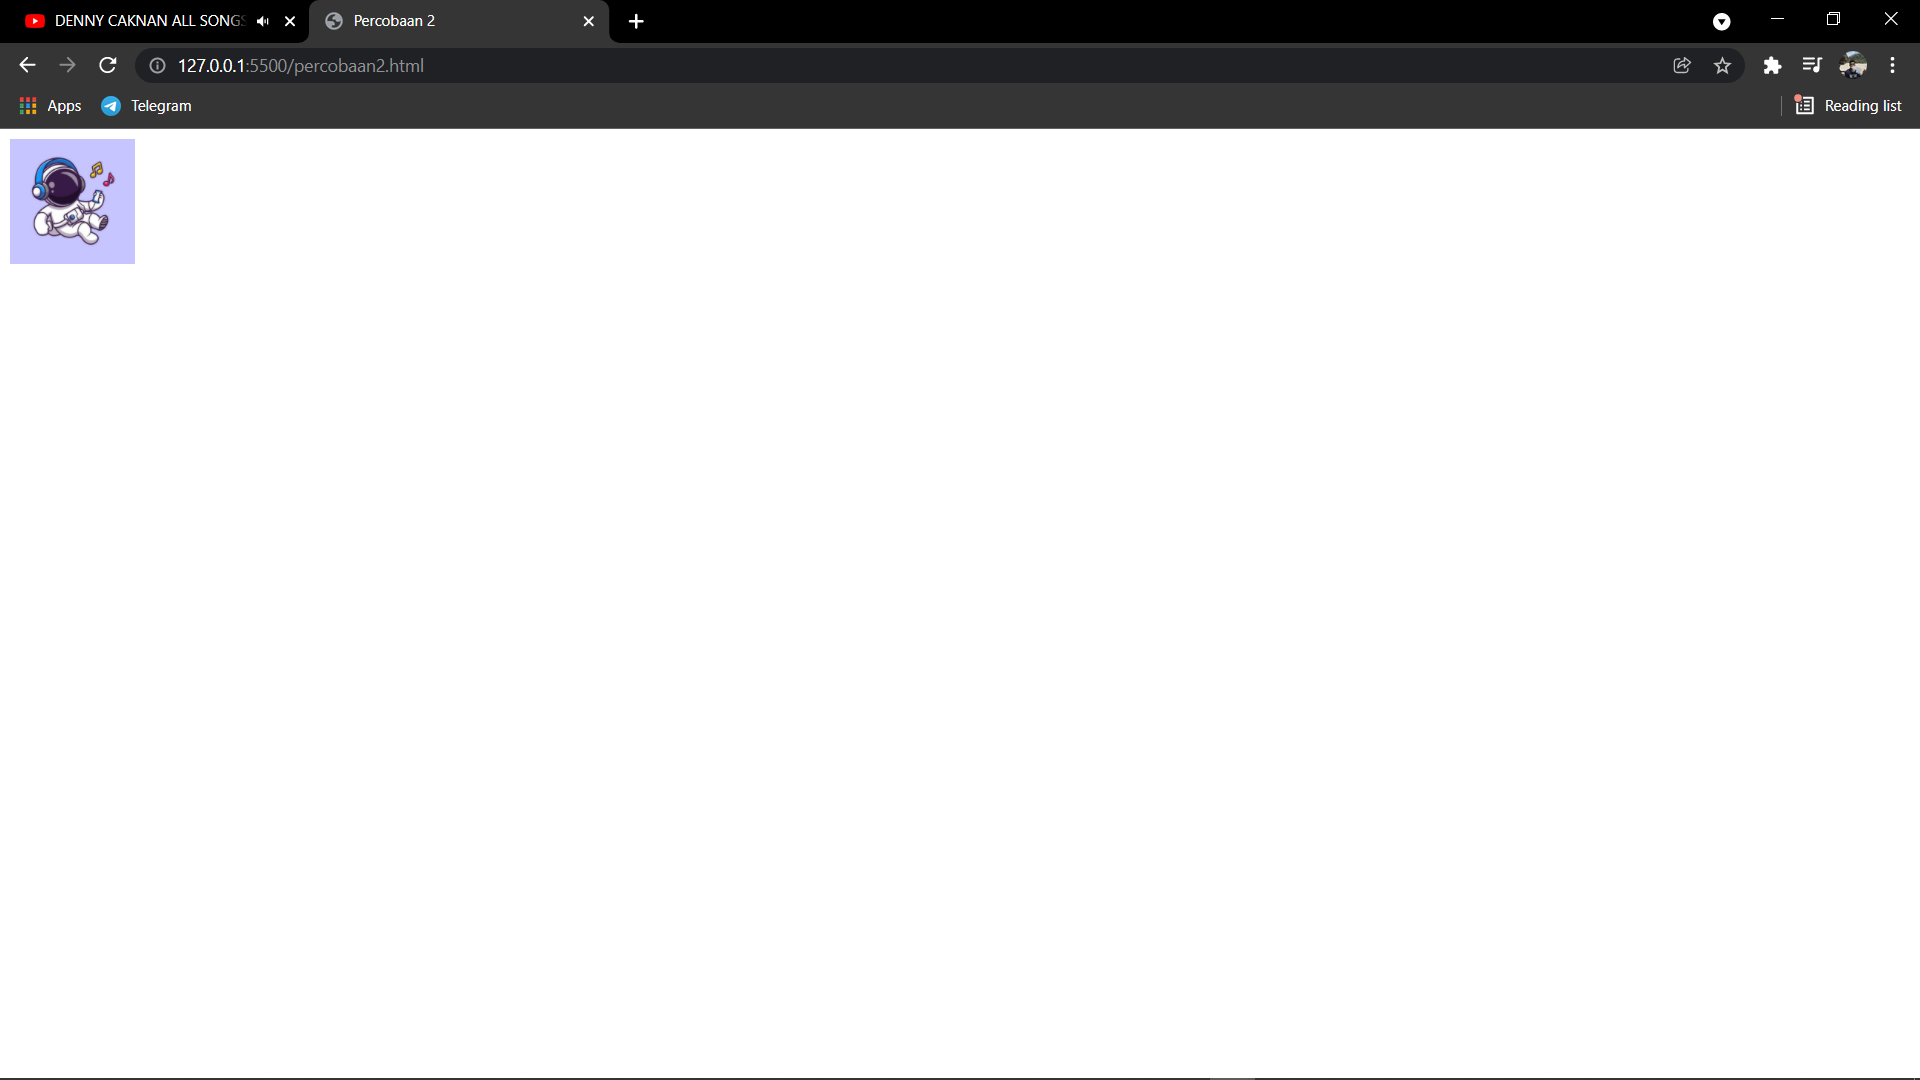 DENNY CAKNAN ALL SONGS
Percobaan 2
127.0.0.1:5500/percobaan2.html
Apps
Telegram
Reading list